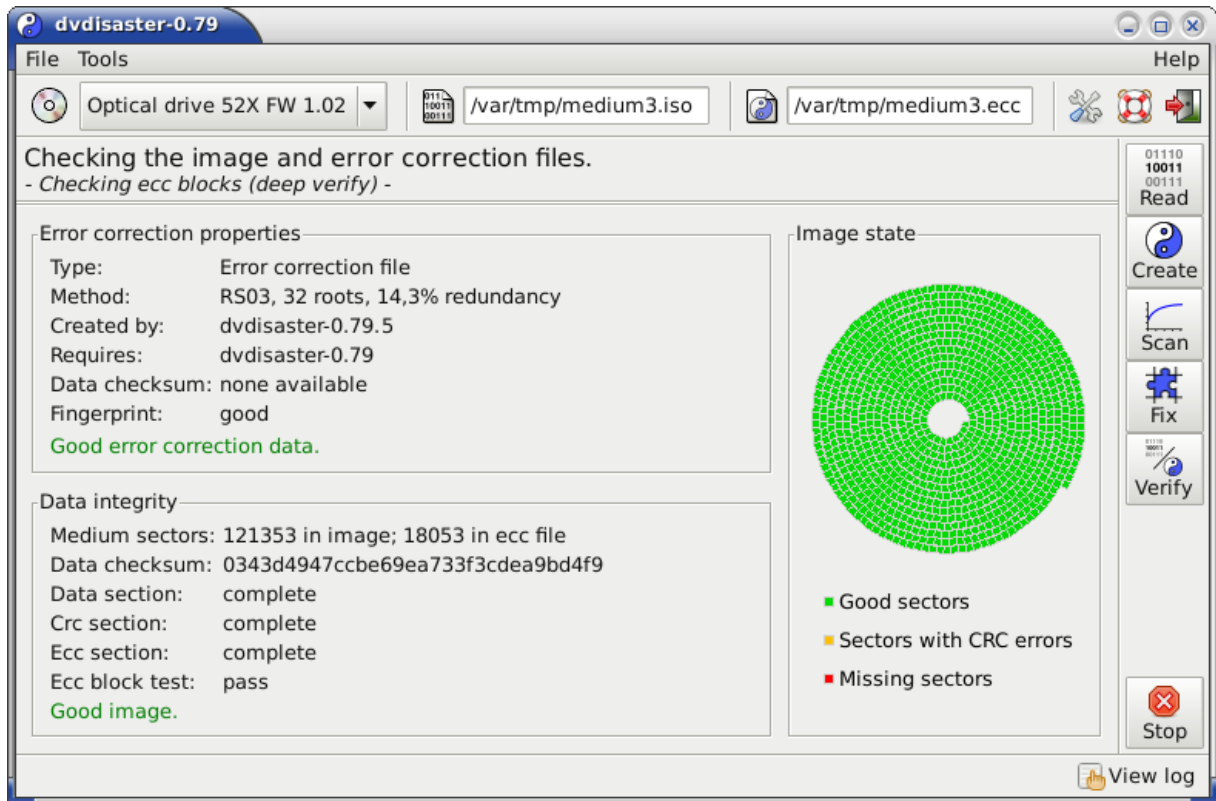 dvdisaster-0.79
File Tools Help
Optical drive 52X FW 1.02 /var/tmp/medium3.iso /var/tmp/medium3.ecc
Checking the image and error correction files.
- Checking ecc blocks (deep verify) -
Error correction properties
Type: Error correction file
Method: RS03, 32 roots, 14,3% redundancy
Created by: dvdisaster-0.79.5
Requires: dvdisaster-0.79
Data checksum: none available
Fingerprint: good
Good error correction data.
Data integrity
Medium sectors: 121353 in image; 18053 in ecc file
Data checksum: 0343d4947ccbe69ea733f3cdea9bd4f9
Data section: complete
Crc section: complete
Ecc section: complete
Ecc block test: pass
Good image.
Image state
Good sectors
Sectors with CRC errors
Missing sectors
01110
10011
00111
Read
Create
Scan
Fix
Verify
Stop
View log